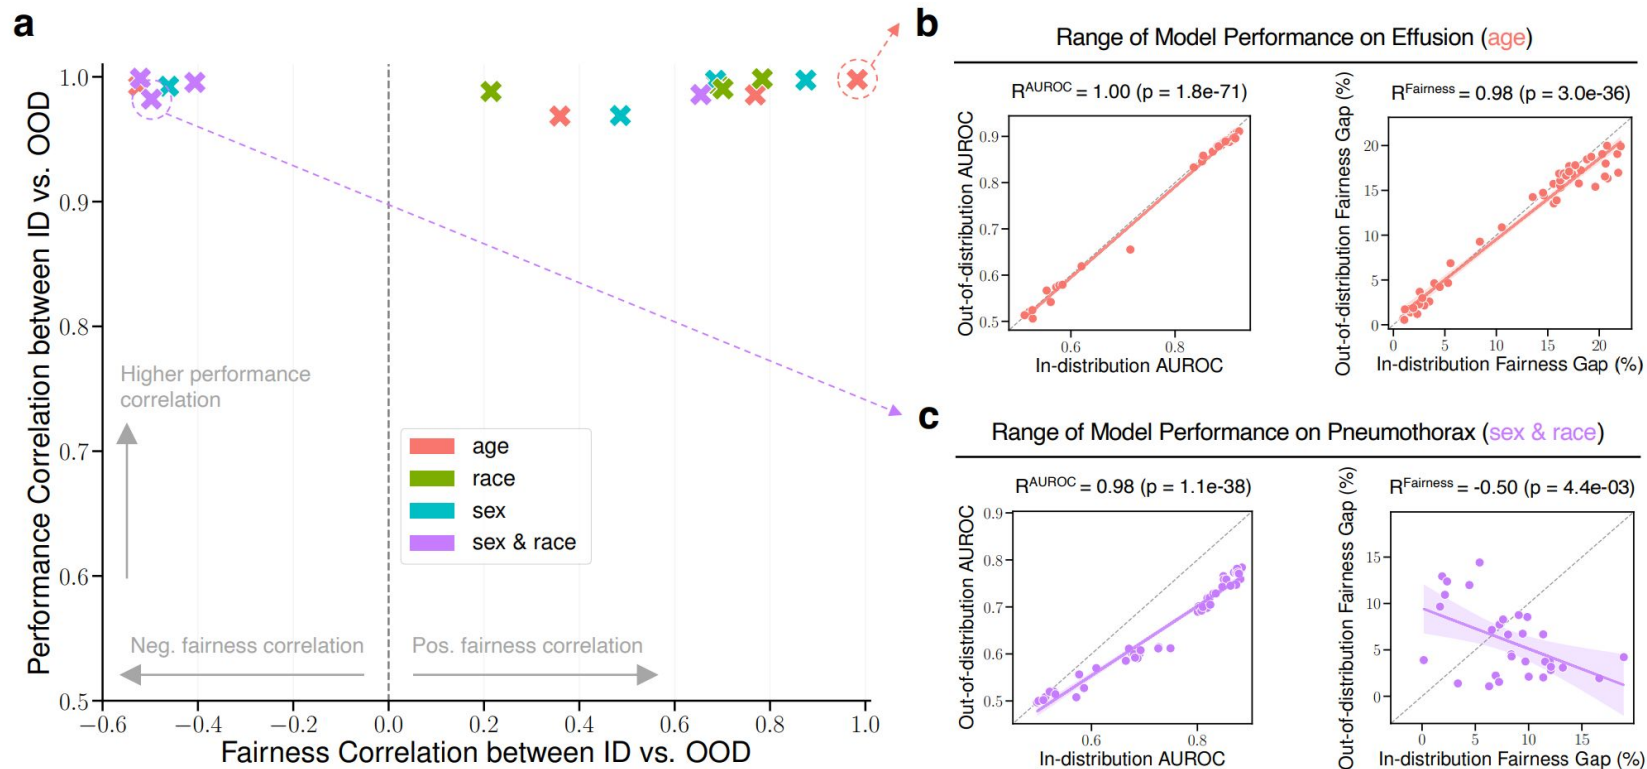 a
Performance Correlation between ID vs. OOD
1.0
0.9
0.8
0.7
0.6
0.5
Higher performance
correlation
Neg. fairness correlation
Pos. fairness correlation
age
race
sex
sex & race
−0.6 −0.4 −0.2 0.0 0.2 0.4 0.6 0.8 1.0
Fairness Correlation between ID vs. OOD
b
Range of Model Performance on Effusion (age)
R^AUROC = 1.00 (p = 1.8e-71)
Out-of-distribution AUROC
0.9
0.8
0.7
0.6
0.5
0.6 0.8
In-distribution AUROC
R^Fairness = 0.98 (p = 3.0e-36)
Out-of-distribution Fairness Gap (%)
20
15
10
5
0
0 5 10 15 20
In-distribution Fairness Gap (%)
c
Range of Model Performance on Pneumothorax (sex & race)
R^AUROC = 0.98 (p = 1.1e-38)
Out-of-distribution AUROC
0.9
0.8
0.7
0.6
0.5
0.6 0.8
In-distribution AUROC
R^Fairness = -0.50 (p = 4.4e-03)
Out-of-distribution Fairness Gap (%)
15
10
5
0
0 5 10 15
In-distribution Fairness Gap (%)